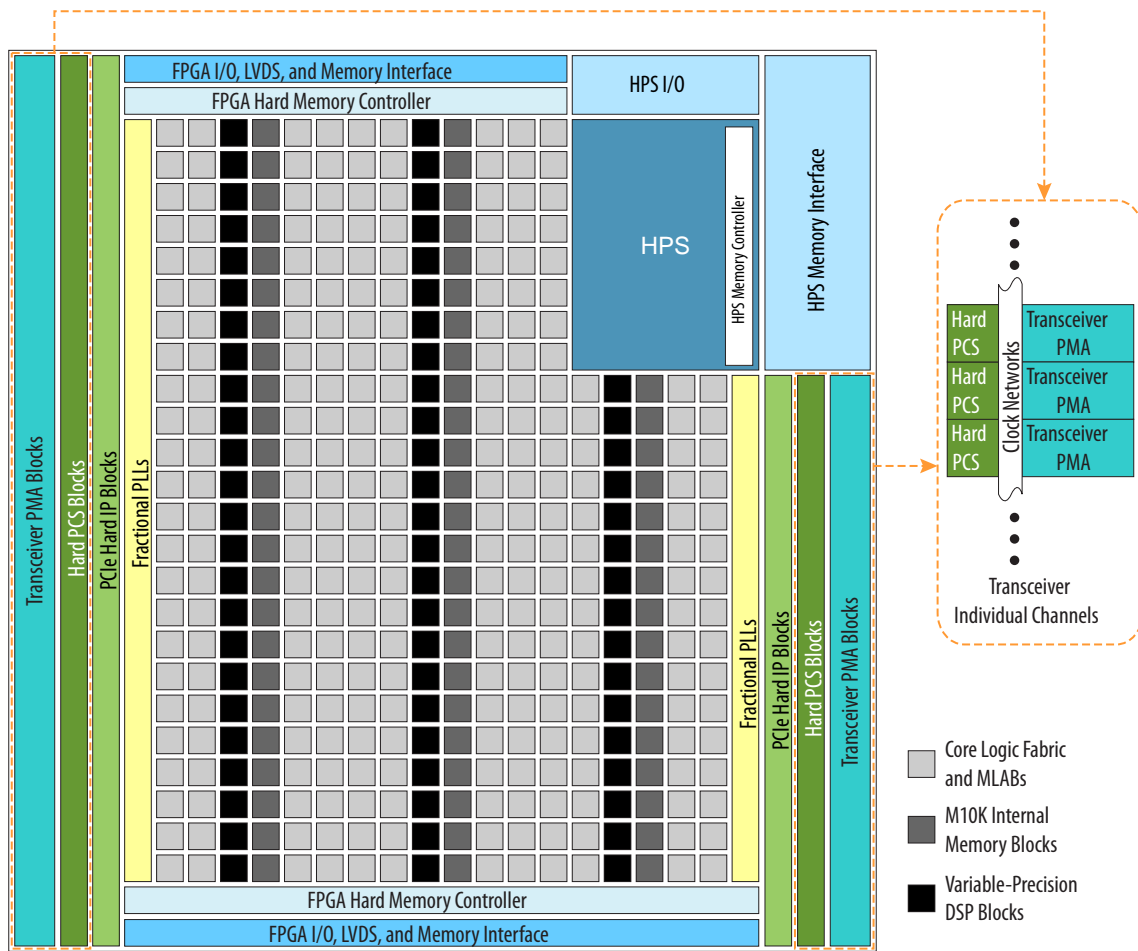 FPGA I/O, LVDS, and Memory Interface
FPGA Hard Memory Controller
HPS I/O
HPS
HPS Memory Controller
HPS Memory Interface
Transceiver PMA Blocks
Hard PCS Blocks
PCIe Hard IP Blocks
Fractional PLLs
Fractional PLLs
PCIe Hard IP Blocks
Hard PCS Blocks
Transceiver PMA Blocks
FPGA Hard Memory Controller
FPGA I/O, LVDS, and Memory Interface
Hard
PCS
Hard
PCS
Hard
PCS
Clock Networks
Transceiver
PMA
Transceiver
PMA
Transceiver
PMA
Transceiver
Individual Channels
Core Logic Fabric
and MLABs
M10K Internal
Memory Blocks
Variable-Precision
DSP Blocks